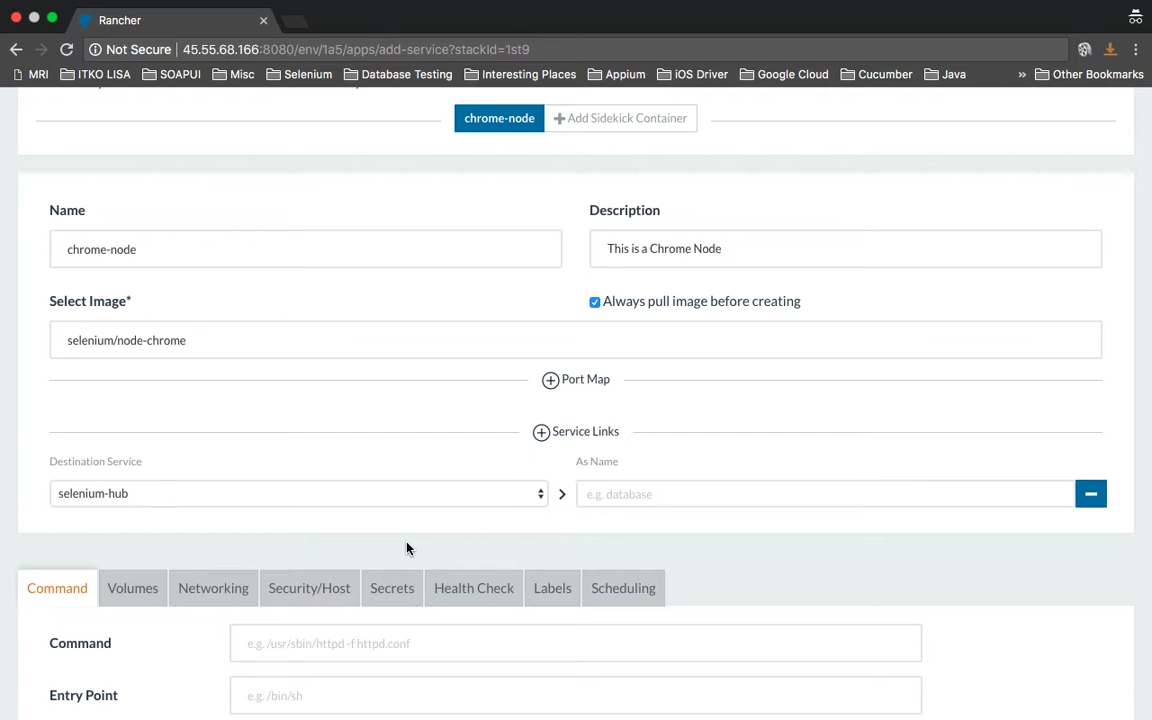 Rancher
Not Secure 45.55.68.166:8080/env/1a5/apps/add-service?stackId=1st9
MRI ITKO LISA SOAPUI Misc Selenium Database Testing Interesting Places Appium iOS Driver Google Cloud Cucumber Java » Other Bookmarks
chrome-node Add Sidekick Container
Name Description
chrome-node This is a Chrome Node
Select Image* Always pull image before creating
selenium/node-chrome
Port Map
Service Links
Destination Service As Name
selenium-hub e.g. database
Command Volumes Networking Security/Host Secrets Health Check Labels Scheduling
Command e.g. /usr/sbin/httpd -f httpd.conf
Entry Point e.g. /bin/sh